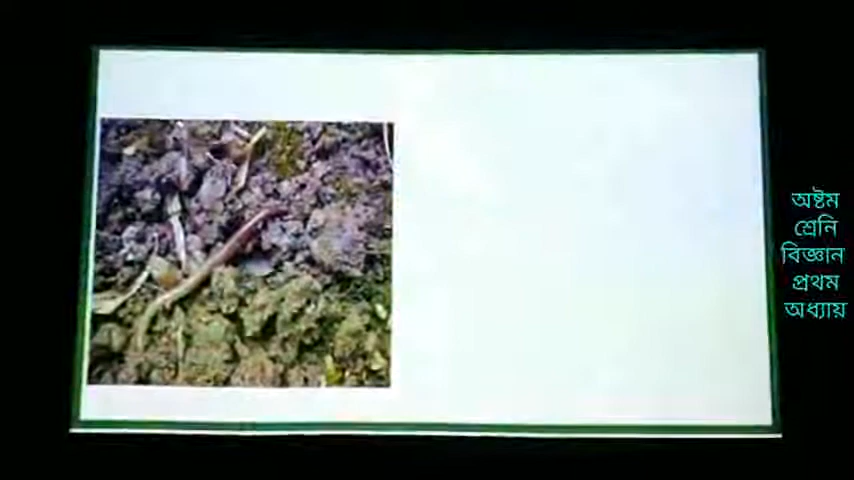 অষ্টম
শ্রেনি
বিজ্ঞান
প্রথম
অধ্যায়